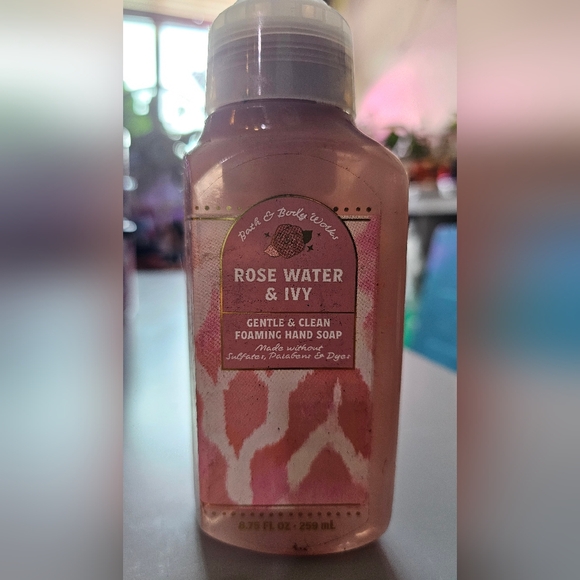 Bath & Body Works
ROSE WATER
& IVY
GENTLE & CLEAN
FOAMING HAND SOAP
Made without
Sulfates, Parabens & Dyes
8.75 FL OZ · 259 mL